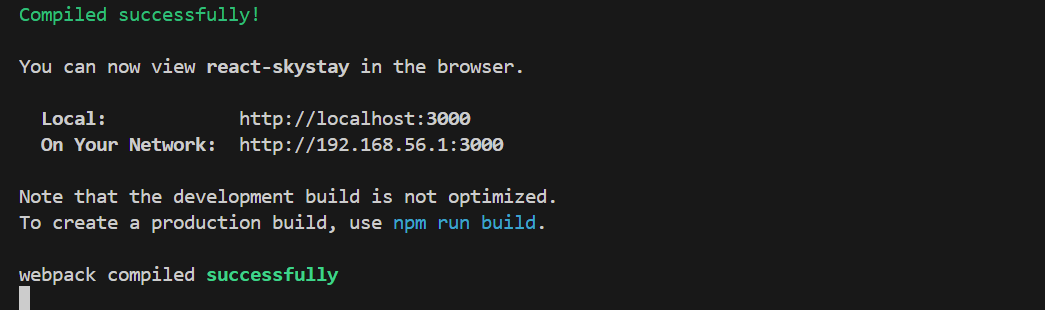 Compiled successfully!
You can now view react-skystay in the browser.
Local: http://localhost:3000
On Your Network: http://192.168.56.1:3000
Note that the development build is not optimized.
To create a production build, use npm run build.
webpack compiled successfully